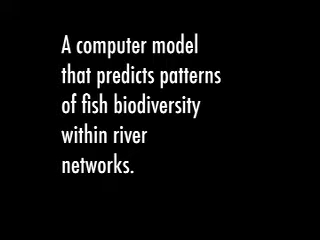 A computer model
that predicts patterns
of fish biodiversity
within river
networks.